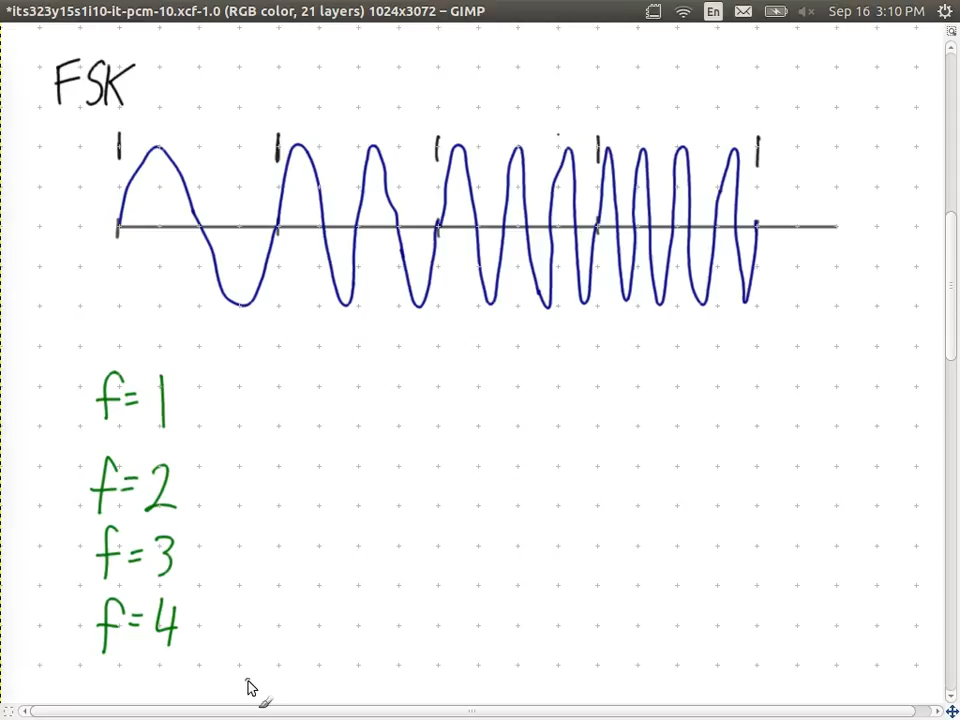 *its323y15s1i10-it-pcm-10.xcf-1.0 (RGB color, 21 layers) 1024x3072 – GIMP
En
Sep 16 3:10 PM
FSK
f=1
f=2
f=3
f=4